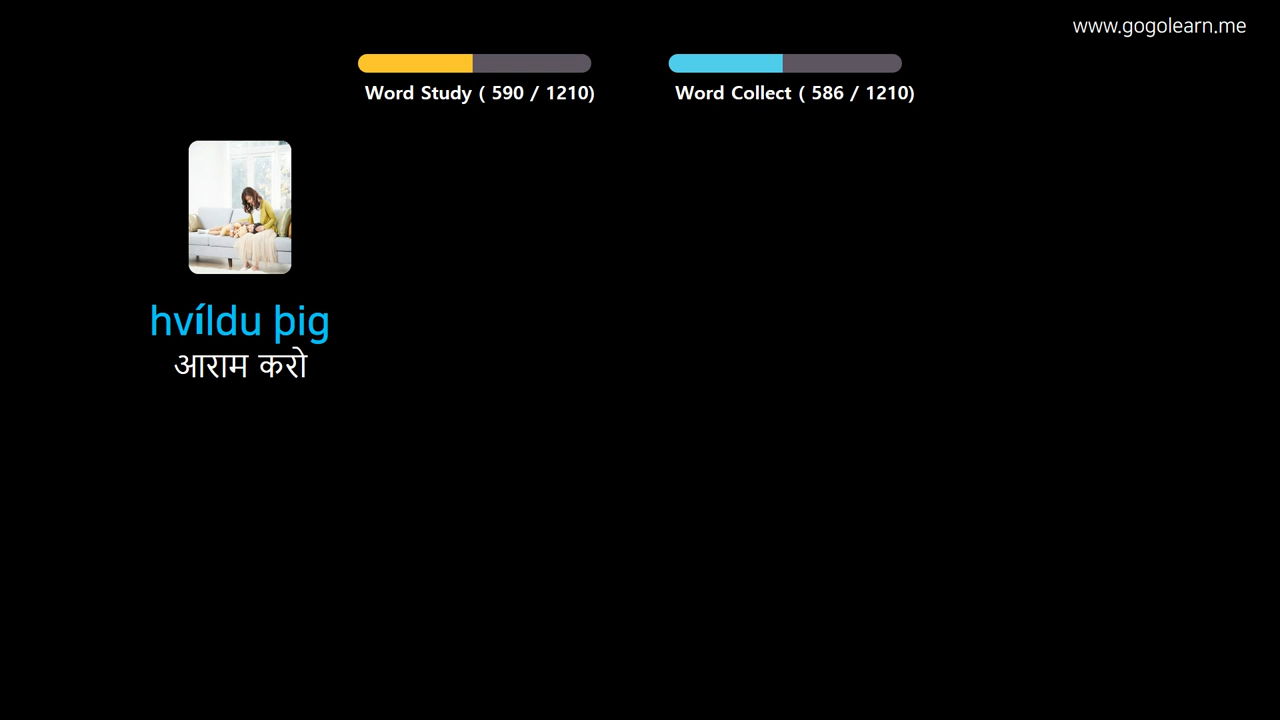 www.gogolearn.me
Word Study ( 590 / 1210)
Word Collect ( 586 / 1210)
hvíldu þig
आराम करो